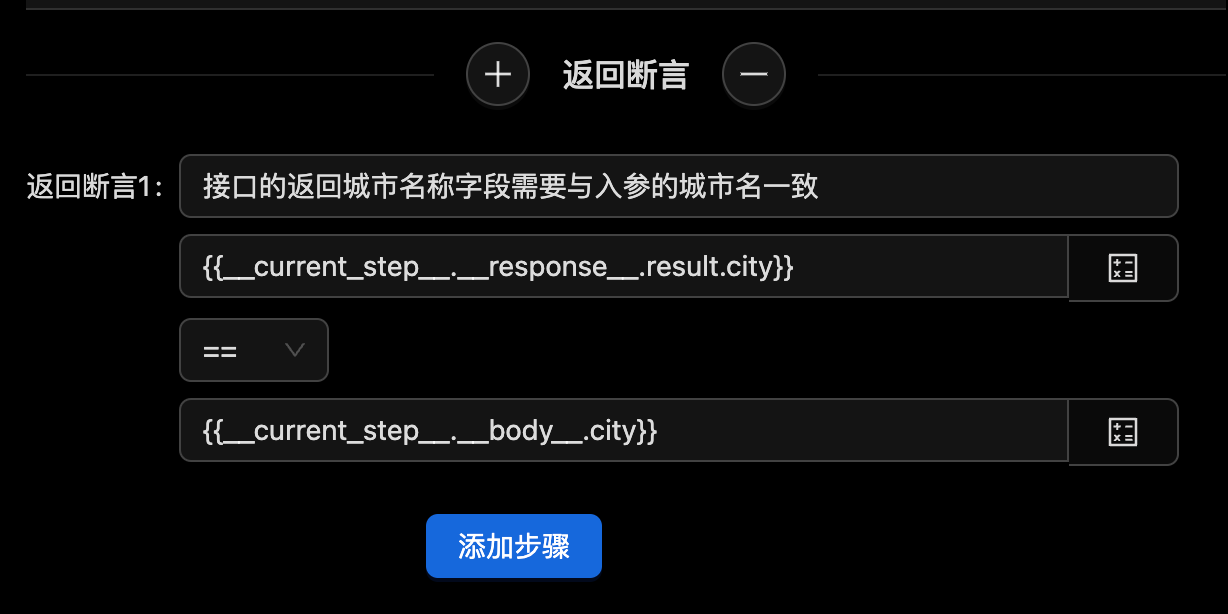 返回断言
返回断言1:
接口的返回城市名称字段需要与入参的城市名一致
{{__current_step__.__response__.result.city}}
==
{{__current_step__.__body__.city}}
添加步骤